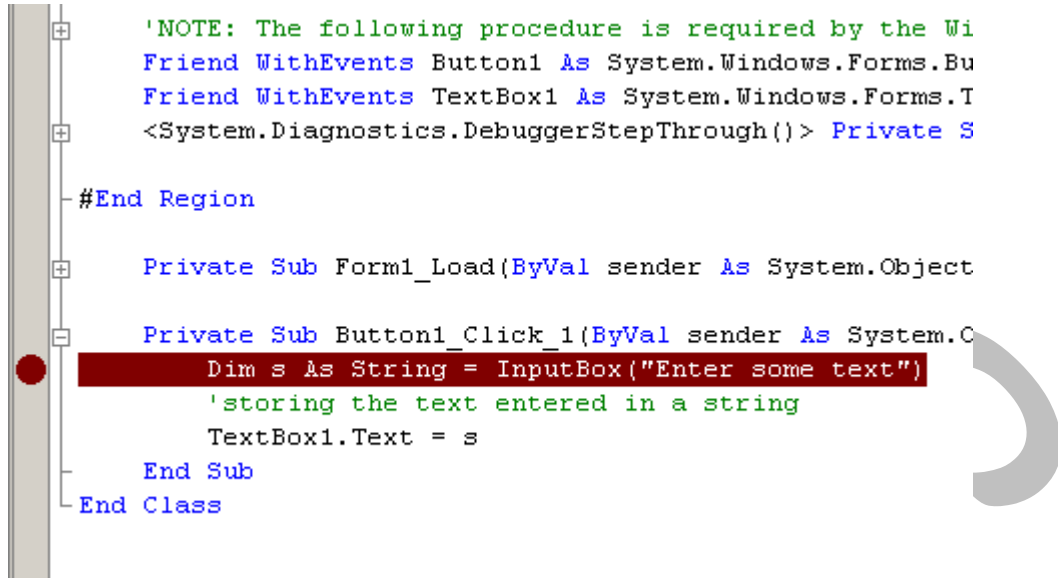 'NOTE: The following procedure is required by the Wi
Friend WithEvents Button1 As System.Windows.Forms.Bu
Friend WithEvents TextBox1 As System.Windows.Forms.T
<System.Diagnostics.DebuggerStepThrough()> Private S
#End Region
Private Sub Form1_Load(ByVal sender As System.Object
Private Sub Button1_Click_1(ByVal sender As System.O
Dim s As String = InputBox("Enter some text")
'storing the text entered in a string
TextBox1.Text = s
End Sub
End Class